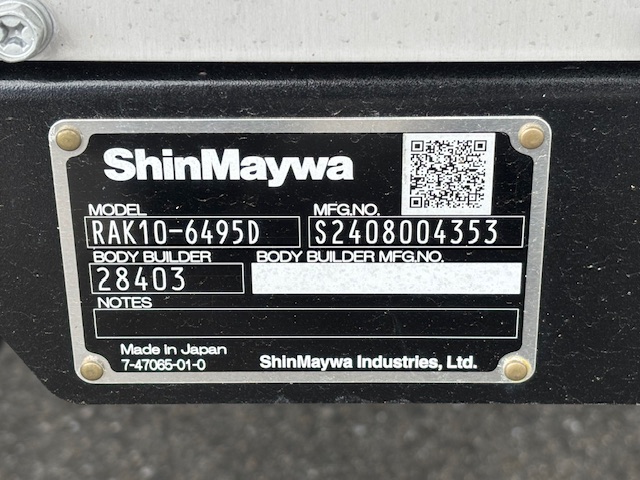 ShinMaywa
MODEL MFG.NO.
RAK10-6495D S2408004353
BODY BUILDER BODY BUILDER MFG.NO.
28403
NOTES
Made in Japan
7-47065-01-0 ShinMaywa Industries, Ltd.